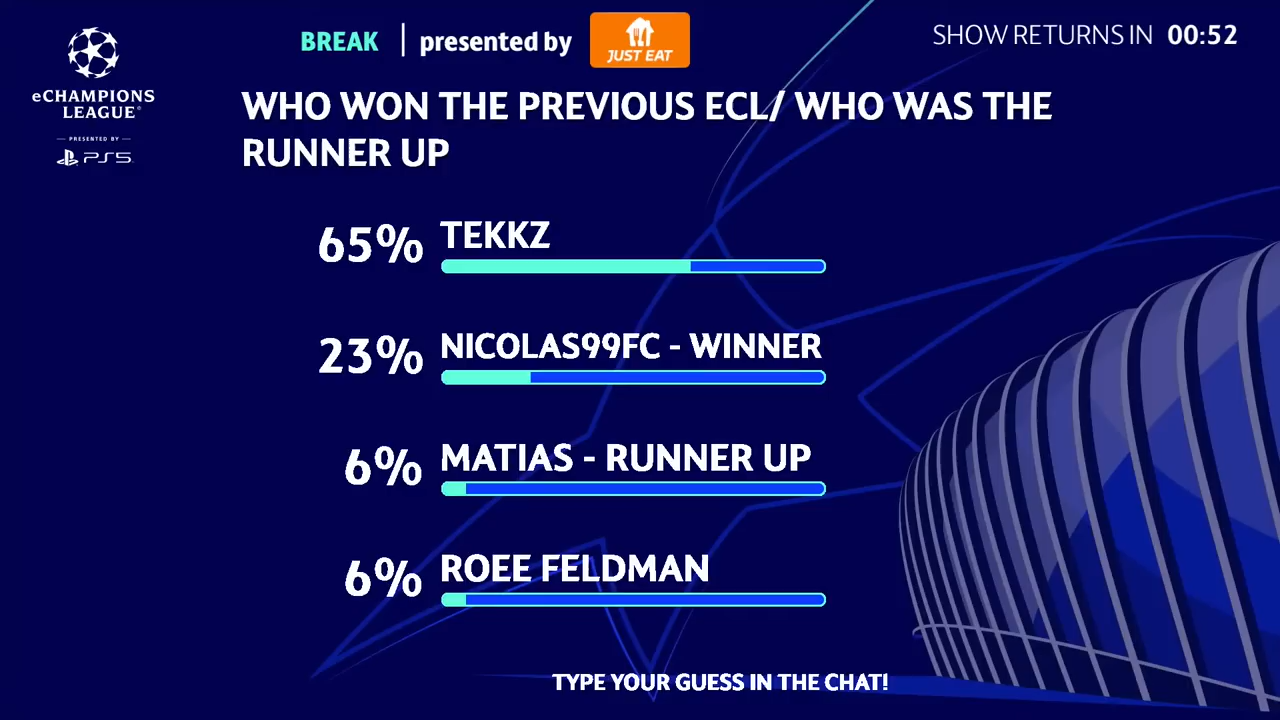 BREAK | presented by JUST EAT
SHOW RETURNS IN 00:52
eCHAMPIONS
LEAGUE®
PRESENTED BY
PS5
WHO WON THE PREVIOUS ECL/ WHO WAS THE
RUNNER UP
65% TEKKZ
23% NICOLAS99FC - WINNER
6% MATIAS - RUNNER UP
6% ROEE FELDMAN
TYPE YOUR GUESS IN THE CHAT!